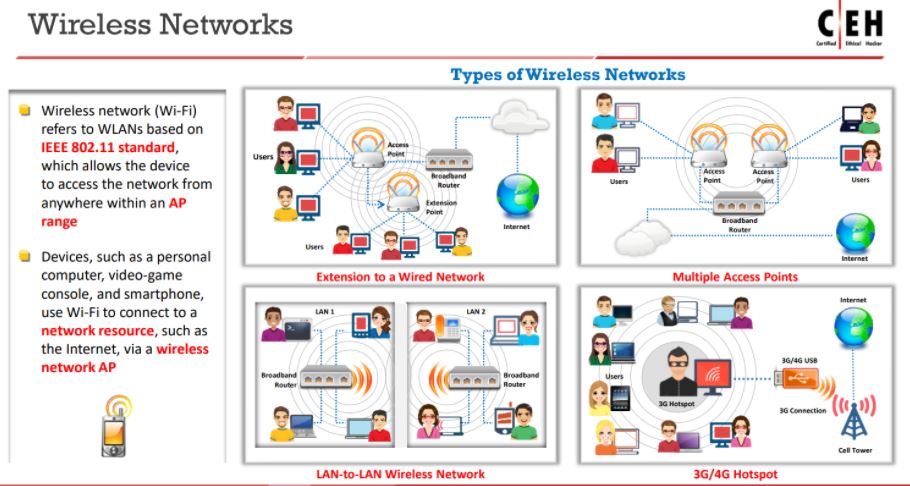 Wireless Networks
C|EH
Certified Ethical Hacker
Types of Wireless Networks
Wireless network (Wi-Fi)
refers to WLANs based on
IEEE 802.11 standard,
which allows the device
to access the network from
anywhere within an AP
range
Devices, such as a personal
computer, video-game
console, and smartphone,
use Wi-Fi to connect to a
network resource, such as
the Internet, via a wireless
network AP
Users
Access
Point
Broadband
Router
Extension
Point
Internet
Users
Extension to a Wired Network
Users
Access
Point
Access
Point
Users
Broadband
Router
Internet
Multiple Access Points
LAN 1
Broadband
Router
LAN 2
Broadband
Router
LAN-to-LAN Wireless Network
Internet
Users
3G Hotspot
3G/4G USB
3G Connection
Cell Tower
3G/4G Hotspot